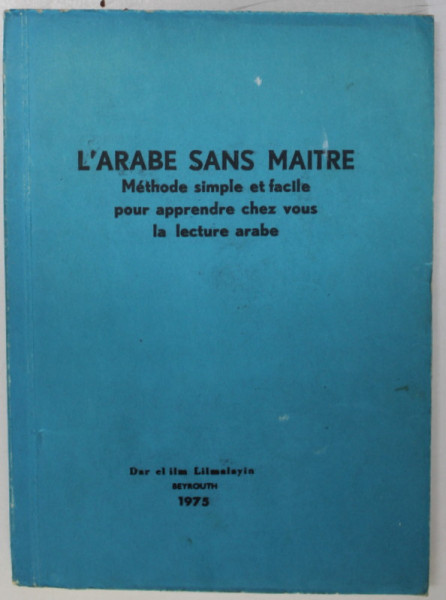 L'ARABE SANS MAITRE
Méthode simple et facile
pour apprendre chez vous
la lecture arabe
Dar el ilm Lilmalayin
BEYROUTH
1975